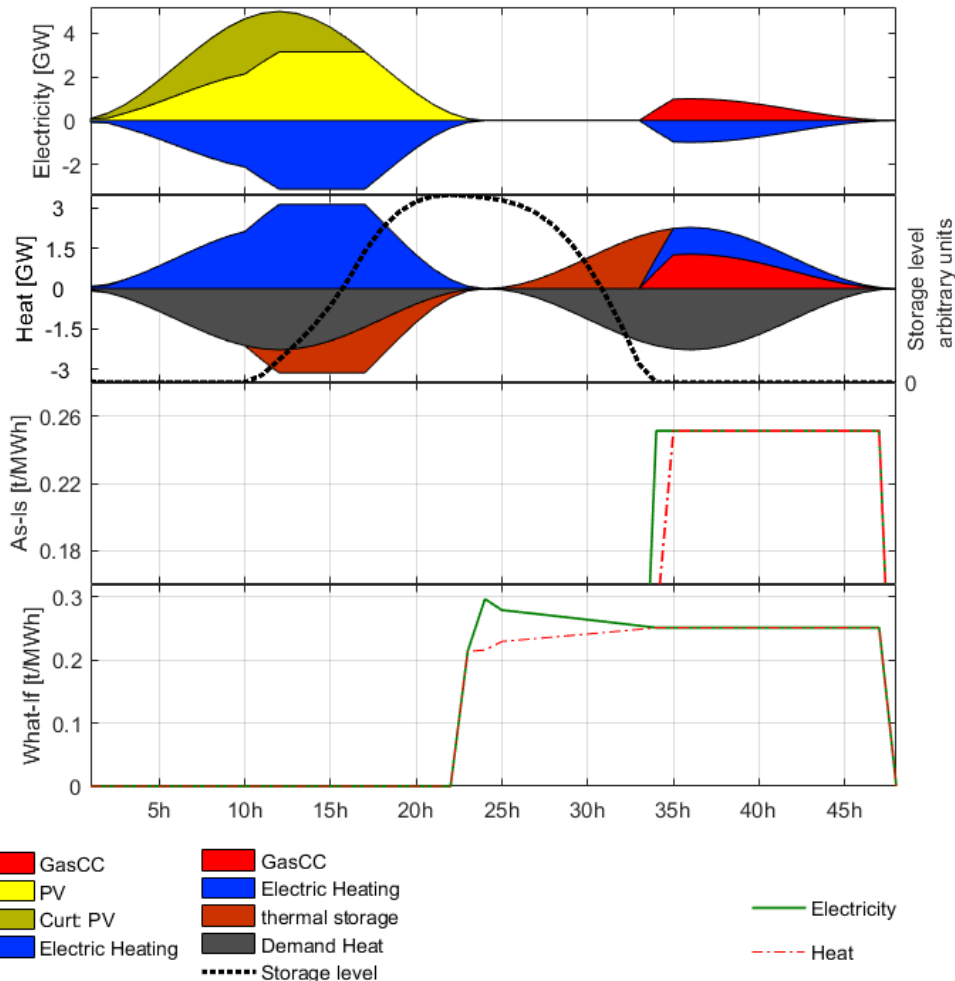 Electricity [GW]
4
2
0
-2
Heat [GW]
3
1.5
0
-1.5
-3
Storage level
arbitrary units
0
As-Is [t/MWh]
0.26
0.22
0.18
What-If [t/MWh]
0.3
0.2
0.1
0
5h 10h 15h 20h 25h 30h 35h 40h 45h
GasCC
PV
Curt: PV
Electric Heating
GasCC
Electric Heating
thermal storage
Demand Heat
Storage level
Electricity
Heat